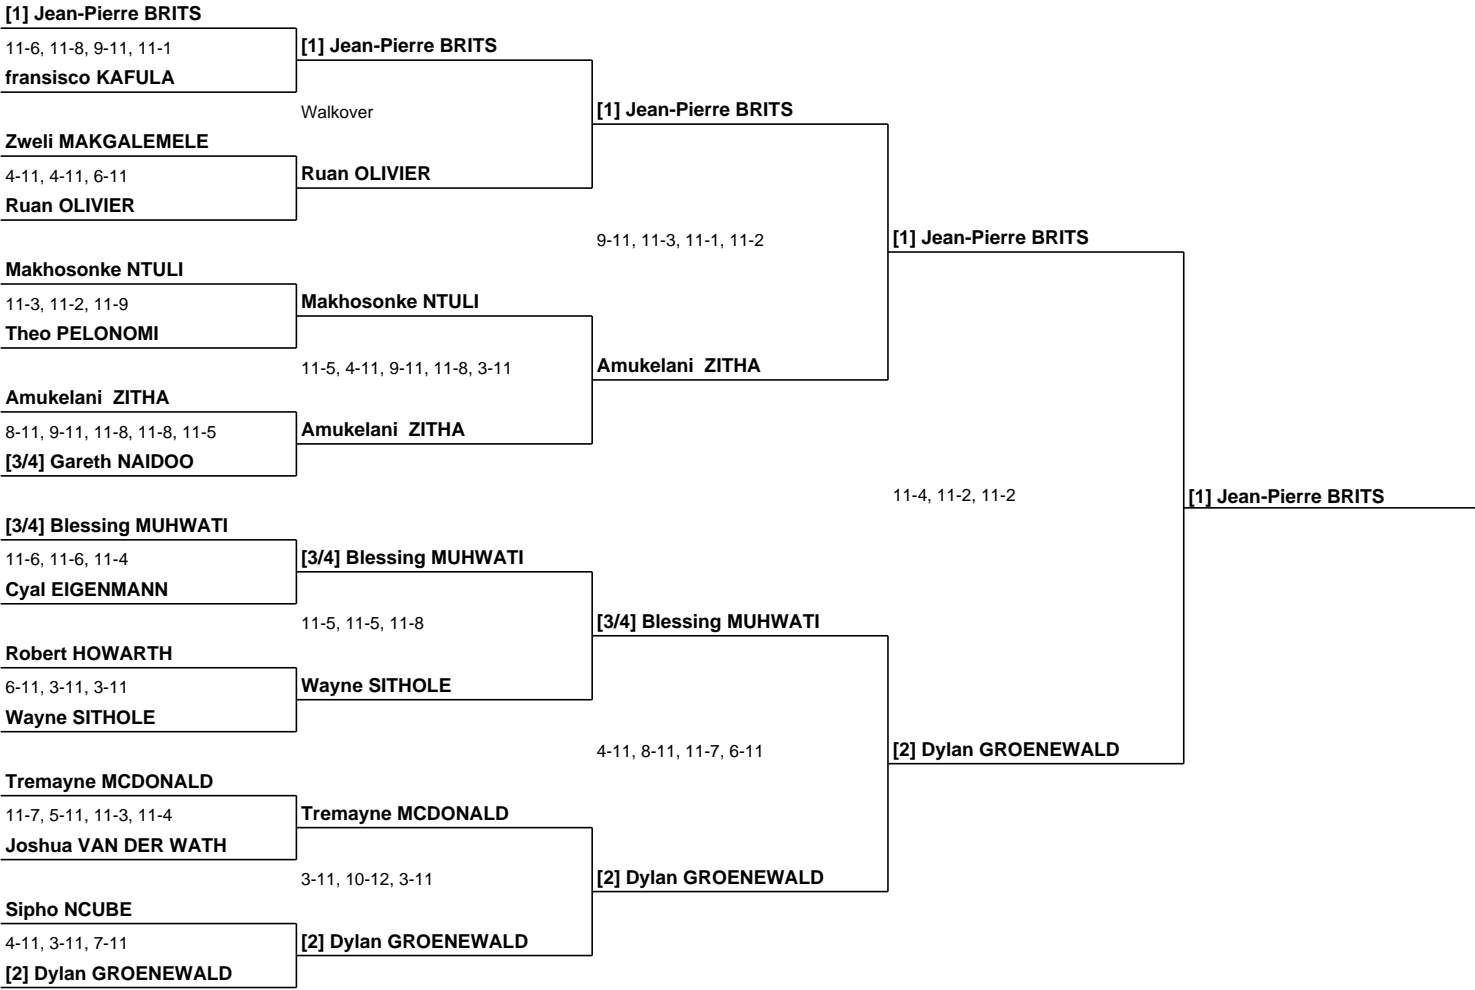 [1] Jean-Pierre BRITS
11-6, 11-8, 9-11, 11-1
fransisco KAFULA
Zweli MAKGALEMELE
4-11, 4-11, 6-11
Ruan OLIVIER
Makhosonke NTULI
11-3, 11-2, 11-9
Theo PELONOMI
Amukelani  ZITHA
8-11, 9-11, 11-8, 11-8, 11-5
[3/4] Gareth NAIDOO
[3/4] Blessing MUHWATI
11-6, 11-6, 11-4
Cyal EIGENMANN
Robert HOWARTH
6-11, 3-11, 3-11
Wayne SITHOLE
Tremayne MCDONALD
11-7, 5-11, 11-3, 11-4
Joshua VAN DER WATH
Sipho NCUBE
4-11, 3-11, 7-11
[2] Dylan GROENEWALD
[1] Jean-Pierre BRITS
Walkover
Ruan OLIVIER
Makhosonke NTULI
11-5, 4-11, 9-11, 11-8, 3-11
Amukelani  ZITHA
[3/4] Blessing MUHWATI
11-5, 11-5, 11-8
Wayne SITHOLE
Tremayne MCDONALD
3-11, 10-12, 3-11
[2] Dylan GROENEWALD
[1] Jean-Pierre BRITS
9-11, 11-3, 11-1, 11-2
Amukelani  ZITHA
[3/4] Blessing MUHWATI
4-11, 8-11, 11-7, 6-11
[2] Dylan GROENEWALD
[1] Jean-Pierre BRITS
11-4, 11-2, 11-2
[2] Dylan GROENEWALD
[1] Jean-Pierre BRITS